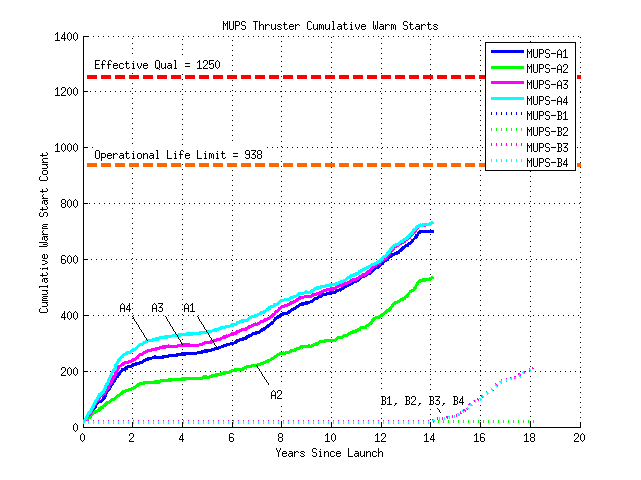 MUPS Thruster Cumulative Warm Starts
1400
1200
1000
800
600
400
200
0
Cumulative Warm Start Count
Effective Qual = 1250
Operational Life Limit = 938
MUPS-A1
MUPS-A2
MUPS-A3
MUPS-A4
MUPS-B1
MUPS-B2
MUPS-B3
MUPS-B4
A4
A3
A1
A2
B1, B2, B3, B4
0
2
4
6
8
10
12
14
16
18
20
Years Since Launch